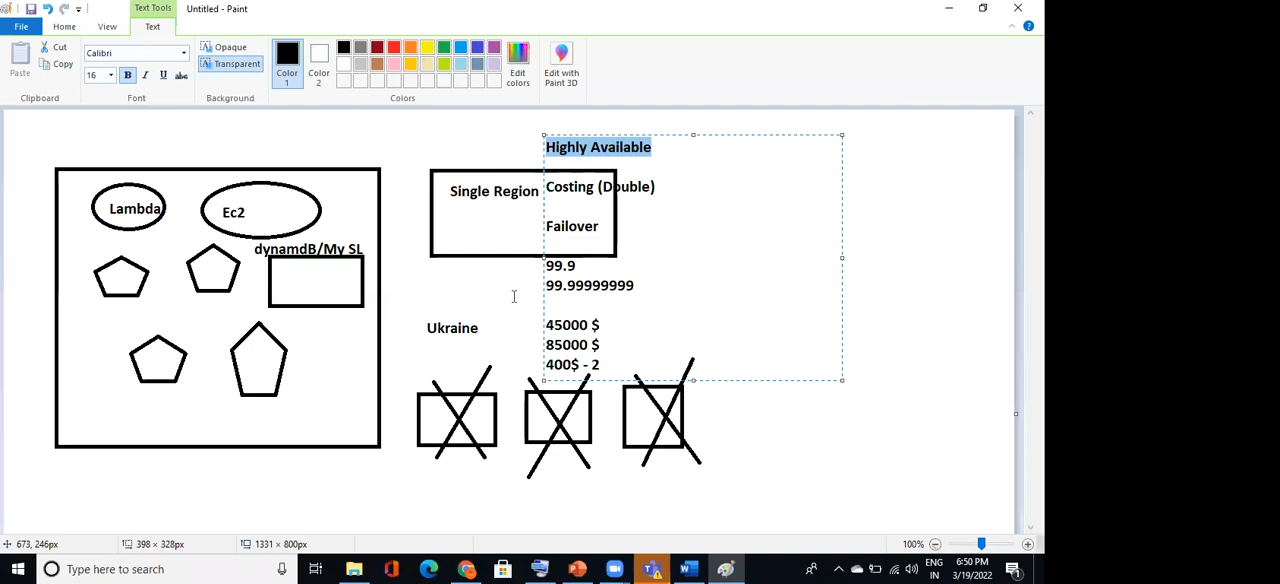 Text Tools
Untitled - Paint
File
Home
View
Text
Paste
Cut
Copy
Clipboard
Calibri
16
B
I
U
abc
Font
Opaque
Transparent
Background
Color 1
Color 2
Edit colors
Colors
Edit with Paint 3D
Highly Available
Single Region
Costing (Double)
Lambda
Ec2
Failover
dynamdB/My SL
99.9
99.99999999
Ukraine
45000 $
85000 $
400$ - 2
673, 246px
398 × 328px
1331 × 800px
100%
Type here to search
ENG
IN
6:50 PM
3/19/2022